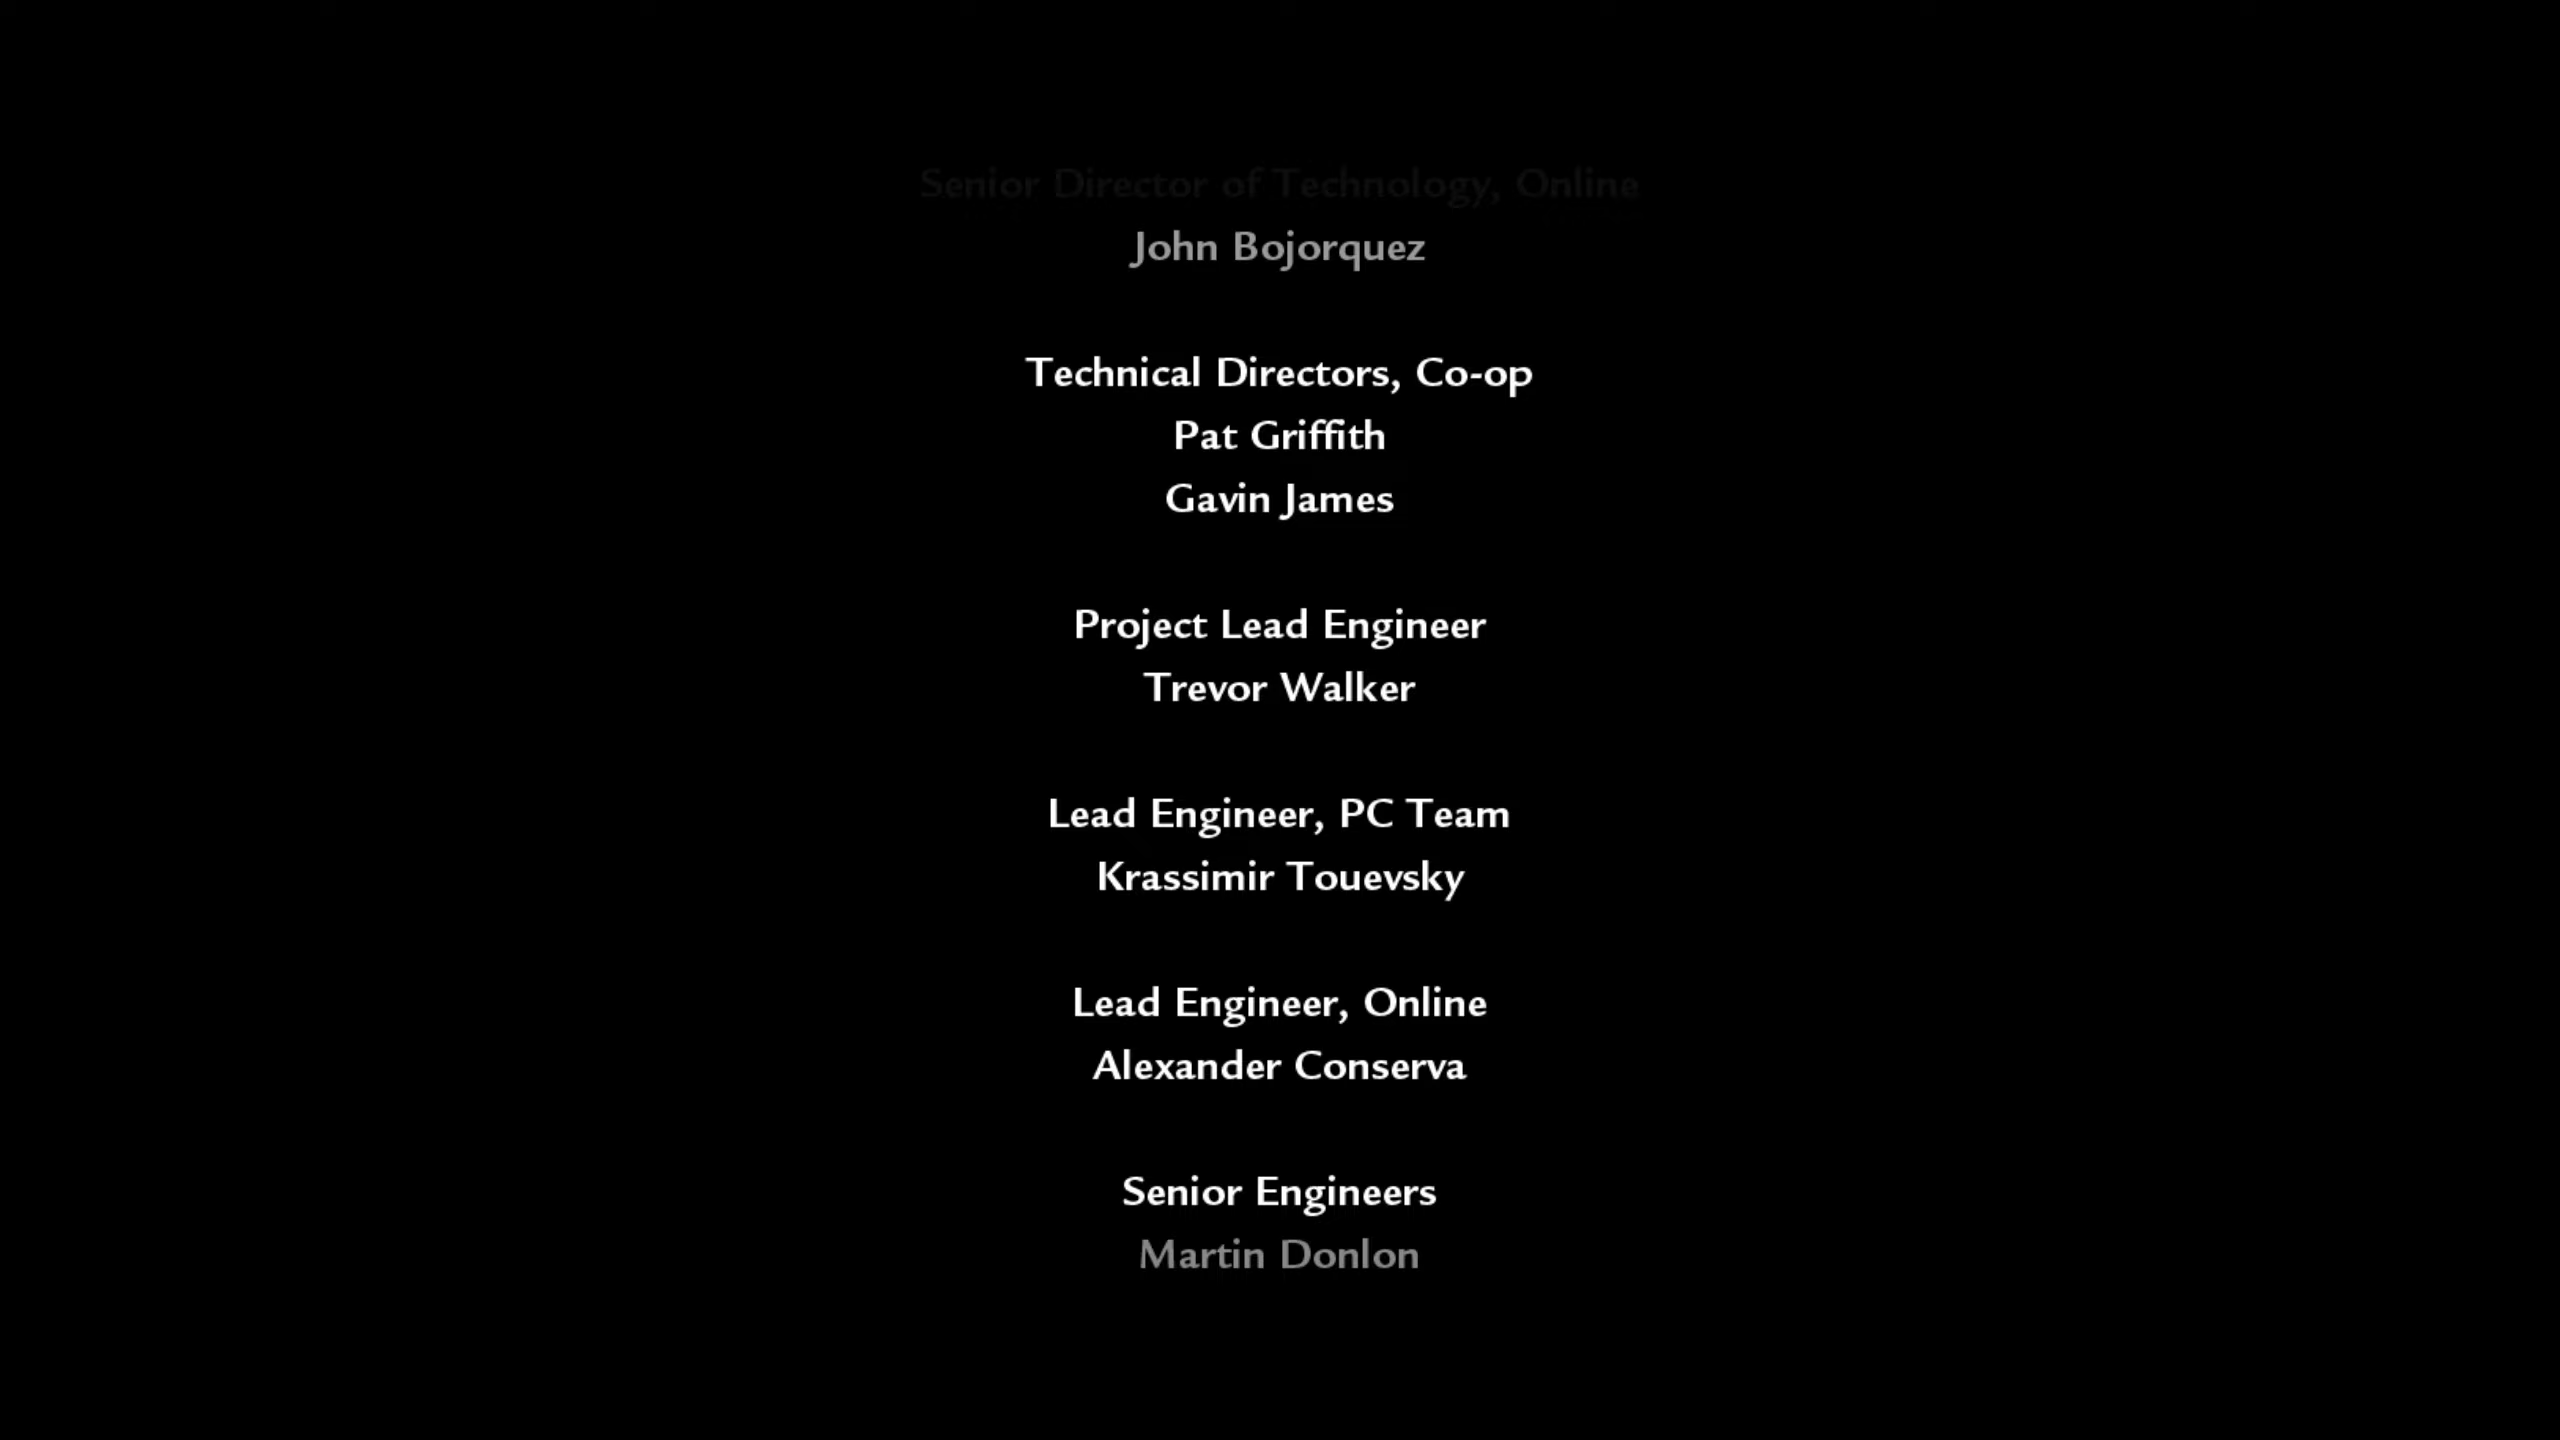 Senior Director of Technology, Online
John Bojorquez
Technical Directors, Co-op
Pat Griffith
Gavin James
Project Lead Engineer
Trevor Walker
Lead Engineer, PC Team
Krassimir Touevsky
Lead Engineer, Online
Alexander Conserva
Senior Engineers
Martin Donlon